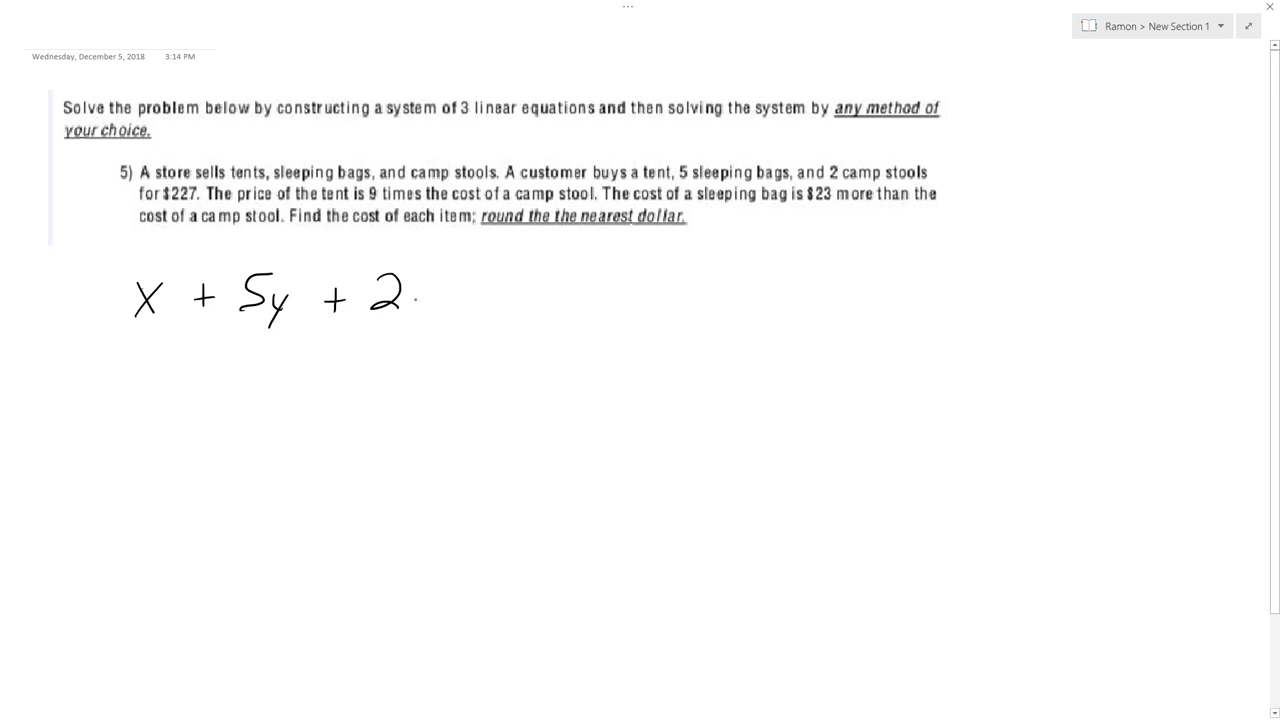 ...
Ramon > New Section 1
Wednesday, December 5, 2018 3:14 PM
Solve the problem below by constructing a system of 3 linear equations and then solving the system by any method of
your choice.
5) A store sells tents, sleeping bags, and camp stools. A customer buys a tent, 5 sleeping bags, and 2 camp stools
for $227. The price of the tent is 9 times the cost of a camp stool. The cost of a sleeping bag is $23 more than the
cost of a camp stool. Find the cost of each item; round the the nearest dollar.
x + 5y + 2